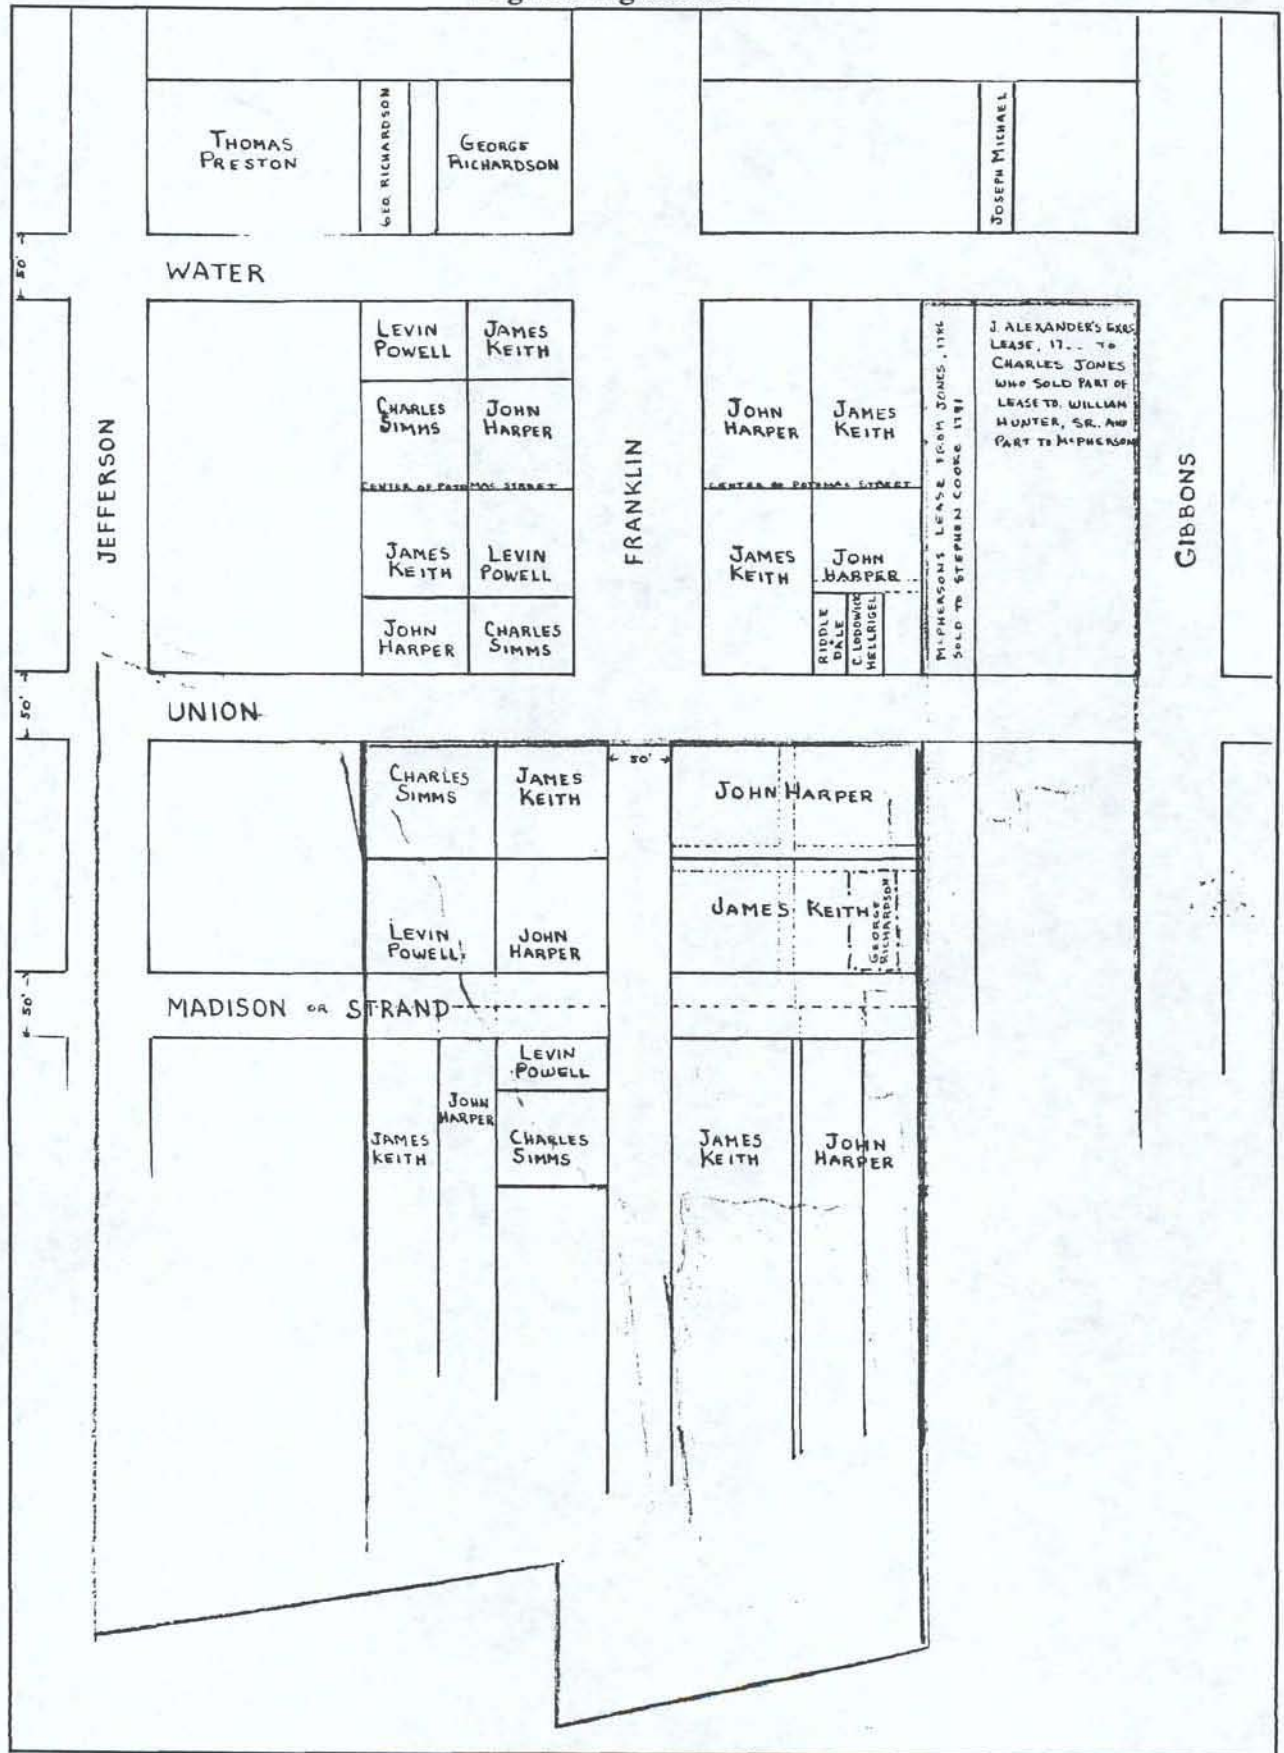 THOMAS
PRESTON
GEO. RICHARDSON
GEORGE
RICHARDSON
JOSEPH MICHAEL
50'
WATER
LEVIN
POWELL
JAMES
KEITH
CHARLES
SIMMS
JOHN
HARPER
CENTER OF POTOMAC STREET
JAMES
KEITH
LEVIN
POWELL
JOHN
HARPER
CHARLES
SIMMS
JEFFERSON
FRANKLIN
JOHN
HARPER
JAMES
KEITH
CENTER OF POTOMAC STREET
JAMES
KEITH
JOHN
HARPER
RIDDLE
DALE
C. LODOWICK
HELLRIGEL
MCPHERSONS LEASE FROM JONES,
SOLD TO STEPHEN COOKE 1791
J. ALEXANDER'S EXRS
LEASE, 17.. TO
CHARLES JONES
WHO SOLD PART OF
LEASE TO WILLIAM
HUNTER, SR. AND
PART TO MCPHERSON
GIBBONS
50'
UNION
50'
CHARLES
SIMMS
JAMES
KEITH
JOHN HARPER
LEVIN
POWELL
JOHN
HARPER
JAMES KEITH
GEORGE
RICHARDSON
50'
MADISON OR STRAND
LEVIN
POWELL
JOHN
HARPER
JAMES
KEITH
CHARLES
SIMMS
JAMES
KEITH
JOHN
HARPER